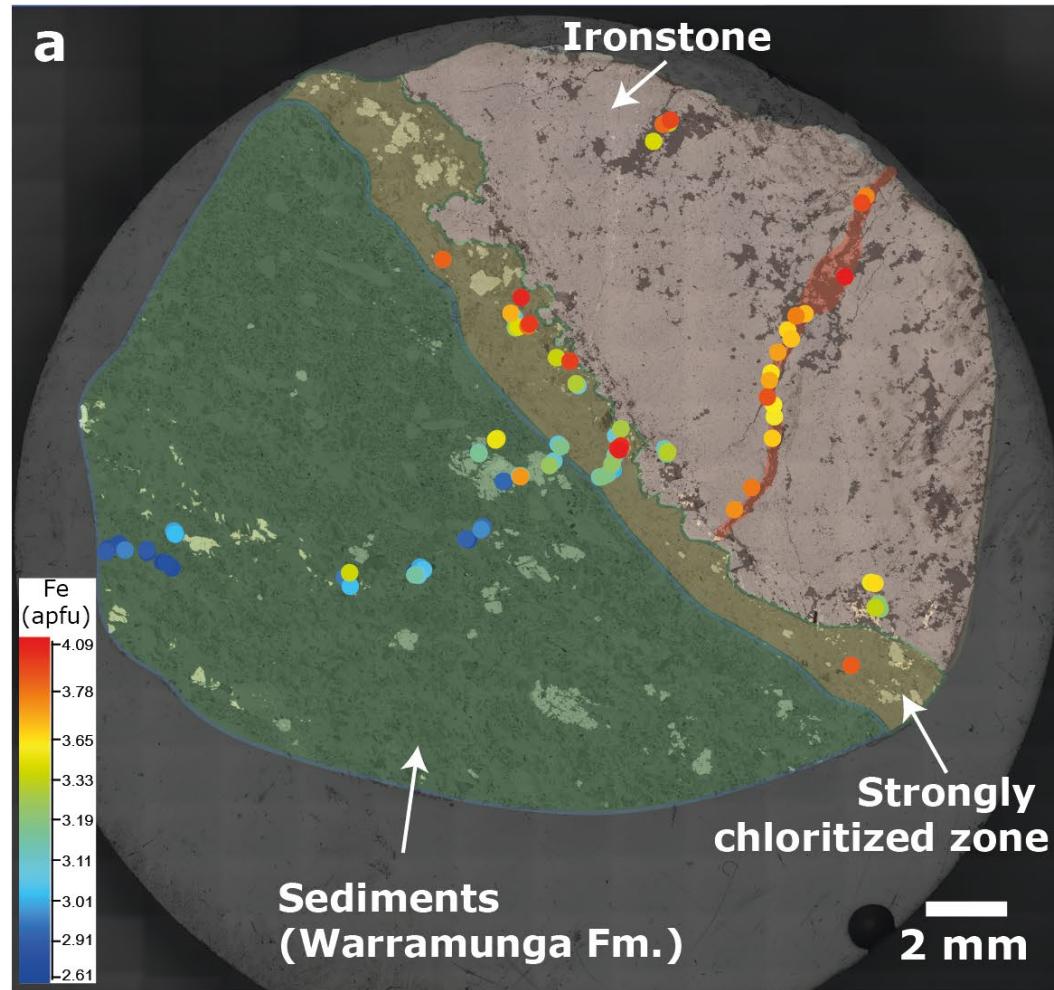 a
Ironstone
Fe
(apfu)
4.09
3.78
3.65
3.33
3.19
3.11
3.01
2.91
2.61
Strongly
chloritized zone
Sediments
(Warramunga Fm.)
2 mm